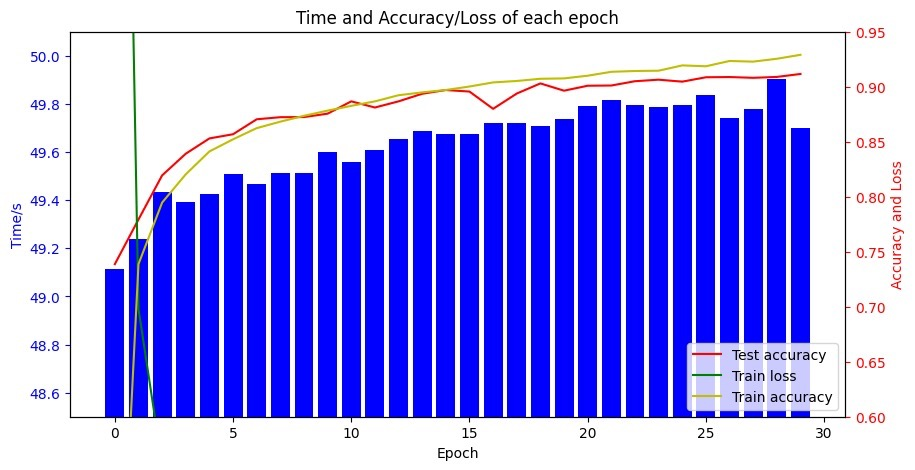 Time and Accuracy/Loss of each epoch
50.0
49.8
49.6
49.4
49.2
49.0
48.8
48.6
Time/s
0.95
0.90
0.85
0.80
0.75
0.70
0.65
0.60
Accuracy and Loss
Test accuracy
Train loss
Train accuracy
0 5 10 15 20 25 30
Epoch